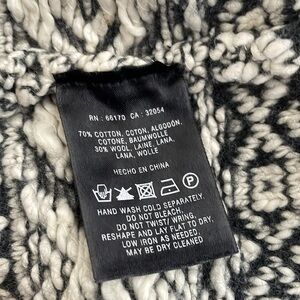 RN : 66170 CA : 32054
70% COTTON, COTON, ALGODÓN,
COTONE, BAUMWOLLE
30% WOOL, LAINE, LANA,
LANA, WOLLE
HECHO EN CHINA
P
HAND WASH COLD SEPARATELY.
DO NOT BLEACH.
DO NOT TWIST/ WRING.
RESHAPE AND LAY FLAT TO DRY.
LOW IRON AS NEEDED.
MAY BE DRY CLEANED